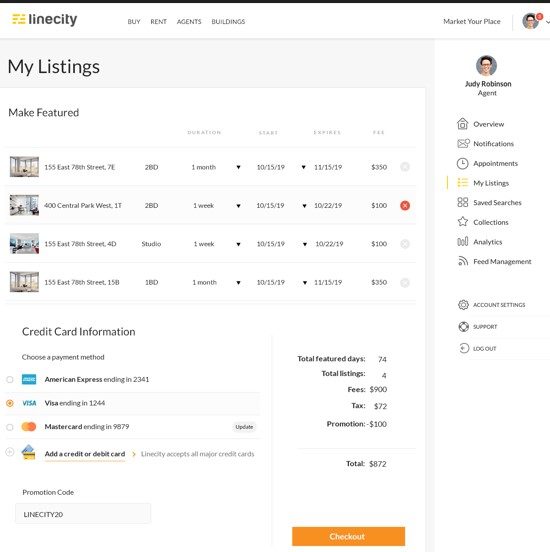 linecity
BUY RENT AGENTS BUILDINGS
Market Your Place
My Listings
Judy Robinson
Agent
Make Featured
DURATION START EXPIRES FEE
155 East 78th Street, 7E 2BD 1 month 10/15/19 11/15/19 $350
400 Central Park West, 1T 2BD 1 week 10/15/19 10/22/19 $100
155 East 78th Street, 4D Studio 1 week 10/15/19 10/22/19 $100
155 East 78th Street, 15B 1BD 1 month 10/15/19 11/15/19 $350
Overview
Notifications
Appointments
My Listings
Saved Searches
Collections
Analytics
Feed Management
ACCOUNT SETTINGS
SUPPORT
LOG OUT
Credit Card Information
Choose a payment method
American Express ending in 2341
VISA Visa ending in 1244
Mastercard ending in 9879 Update
Add a credit or debit card Linecity accepts all major credit cards
Promotion Code
LINECITY20
Total featured days: 74
Total listings: 4
Fees: $900
Tax: $72
Promotion: -$100
Total: $872
Checkout